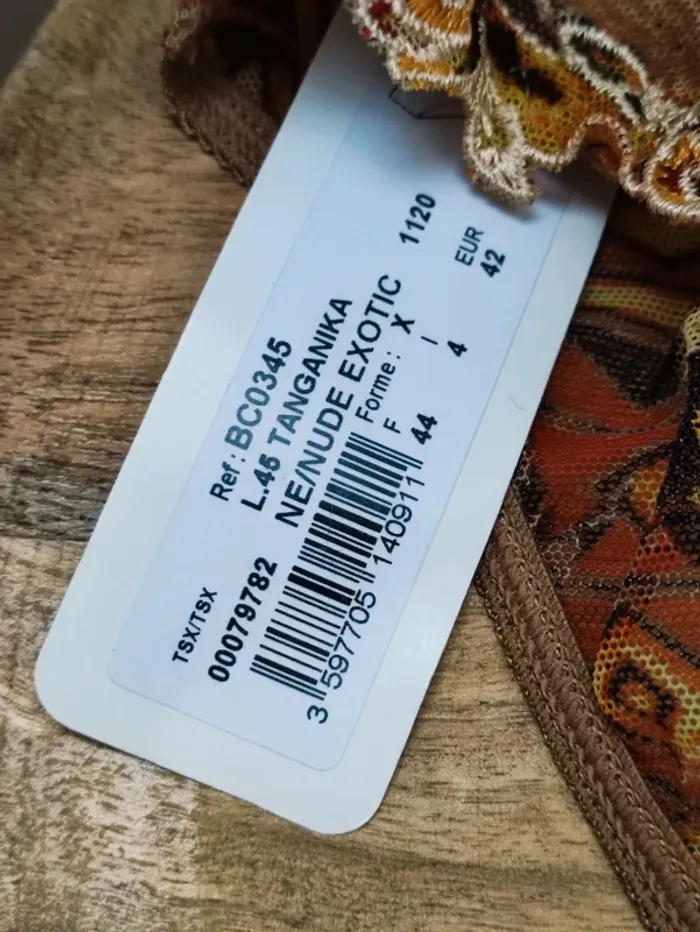 Ref: BC0345
L.45 TANGANIKA
NE/NUDE EXOTIC 1120
Forme: X
F I EUR
44 4 42
TSX/TSX
00079782
3 597705 140911